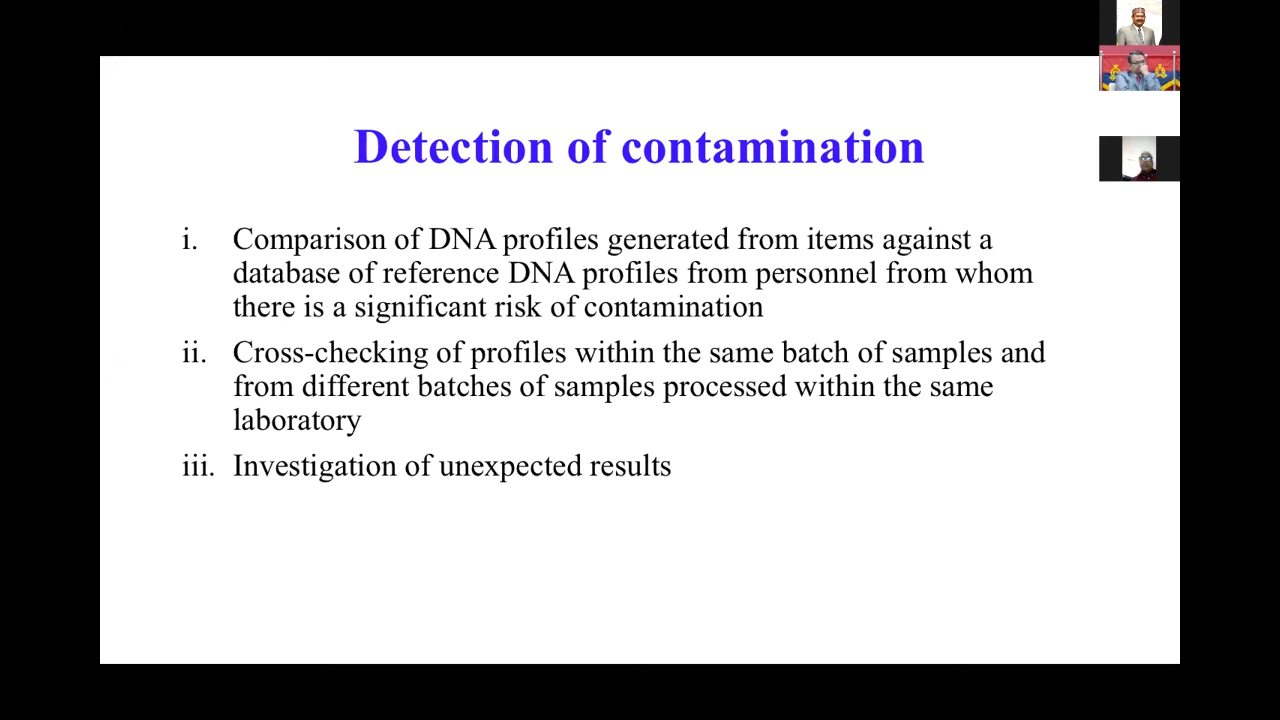 Detection of contamination
i. Comparison of DNA profiles generated from items against a
database of reference DNA profiles from personnel from whom
there is a significant risk of contamination
ii. Cross-checking of profiles within the same batch of samples and
from different batches of samples processed within the same
laboratory
iii. Investigation of unexpected results